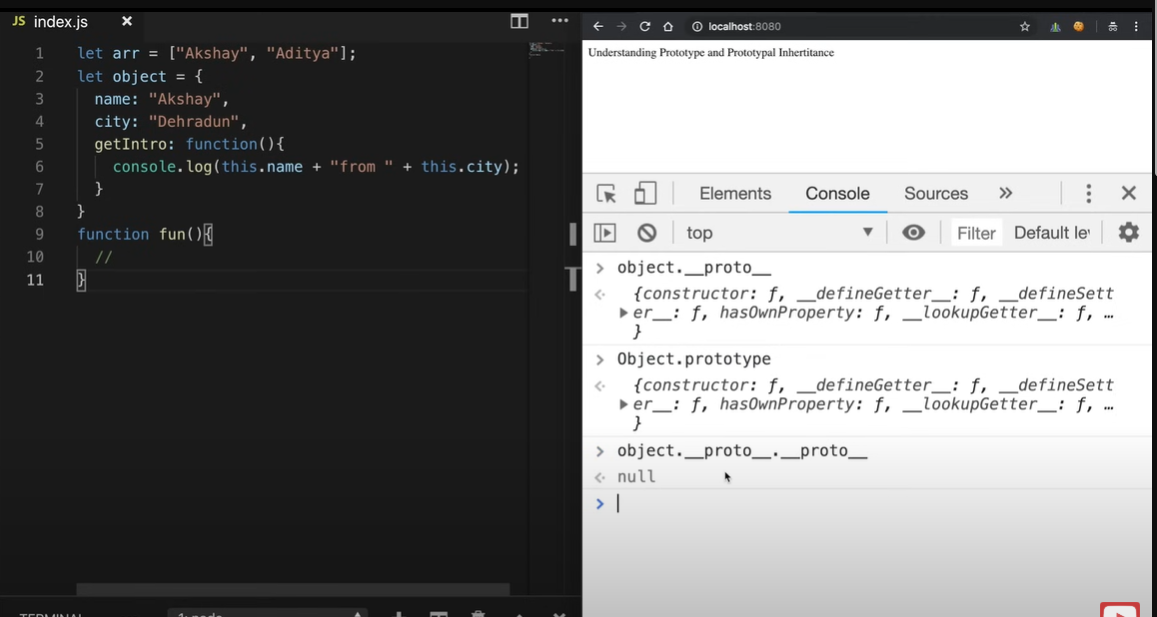 JS index.js
1 let arr = ["Akshay", "Aditya"];
2 let object = {
3 name: "Akshay",
4 city: "Dehradun",
5 getIntro: function(){
6 console.log(this.name + "from " + this.city);
7 }
8 }
9 function fun(){
10 //
11 }
TERMINAL
1: node
localhost:8080
Understanding Prototype and Prototypal Inhertitance
Elements Console Sources »
top Filter Default lev
> object.__proto__
{constructor: ƒ, __defineGetter__: ƒ, __defineSett
er__: ƒ, hasOwnProperty: ƒ, __lookupGetter__: ƒ, …
}
> Object.prototype
{constructor: ƒ, __defineGetter__: ƒ, __defineSett
er__: ƒ, hasOwnProperty: ƒ, __lookupGetter__: ƒ, …
}
> object.__proto__.__proto__
null
>
T